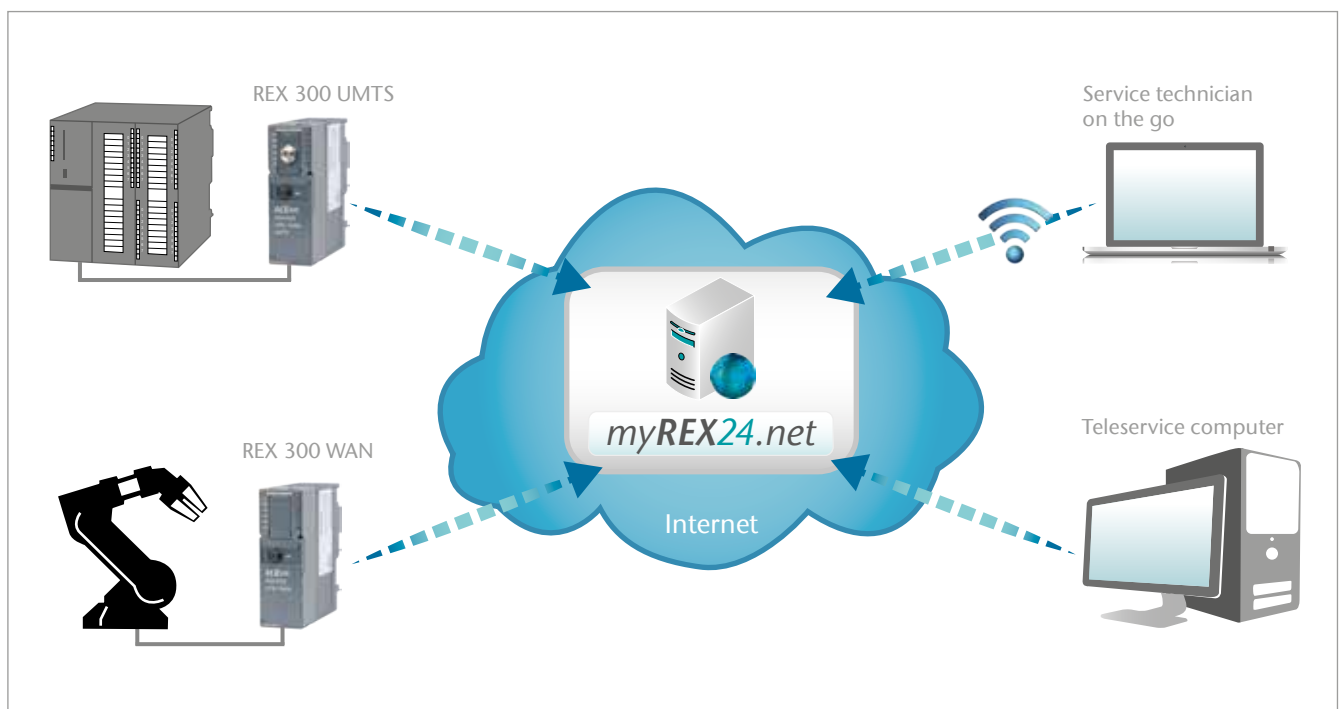 REX 300 UMTS
Service technician
on the go
myREX24.net
REX 300 WAN
Teleservice computer
Internet